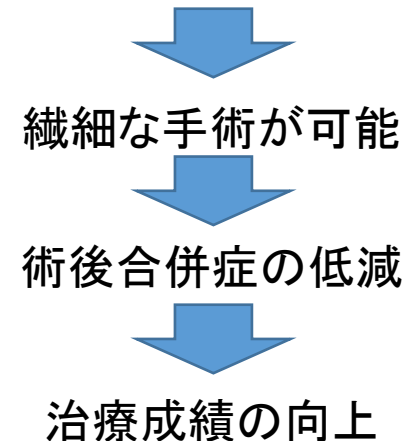 繊細な手術が可能
術後合併症の低減
治療成績の向上